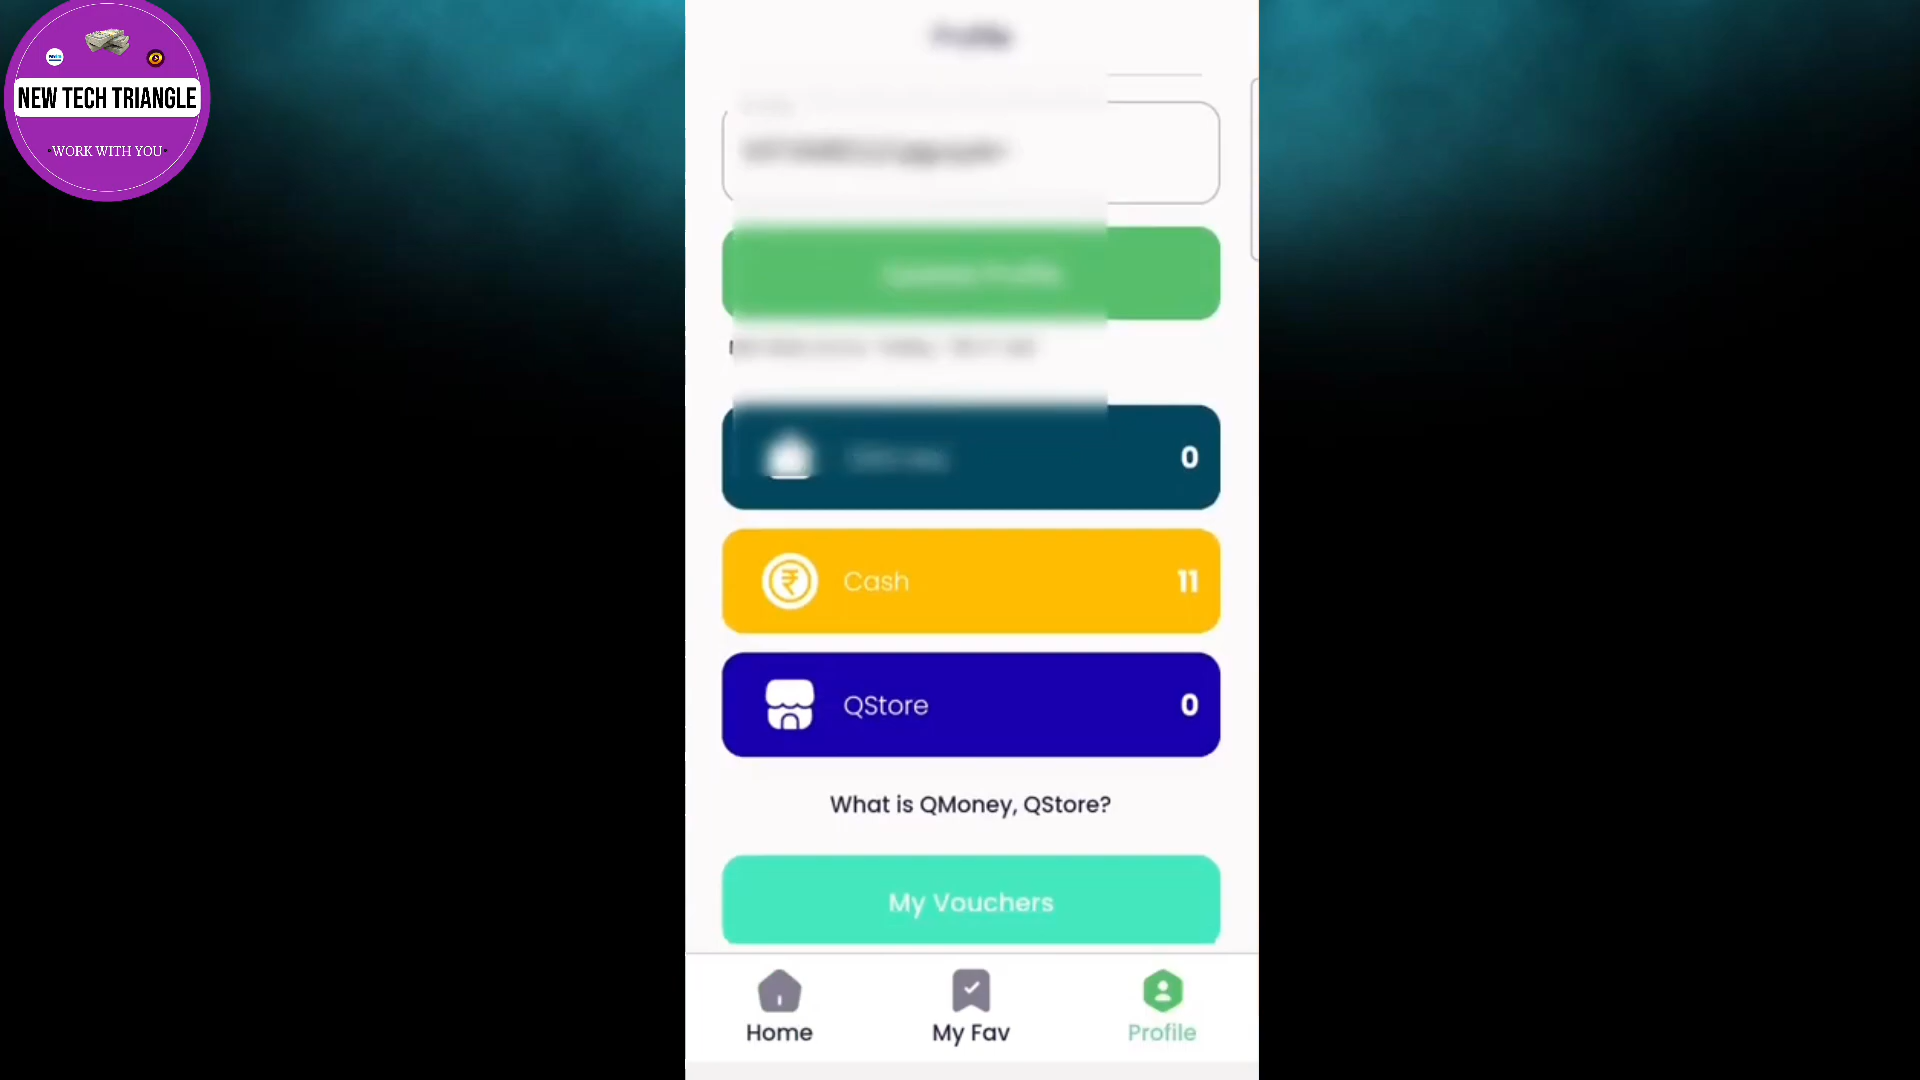 NEW TECH TRIANGLE
·WORK WITH YOU·
0
Cash 11
QStore 0
What is QMoney, QStore?
My Vouchers
Home My Fav Profile